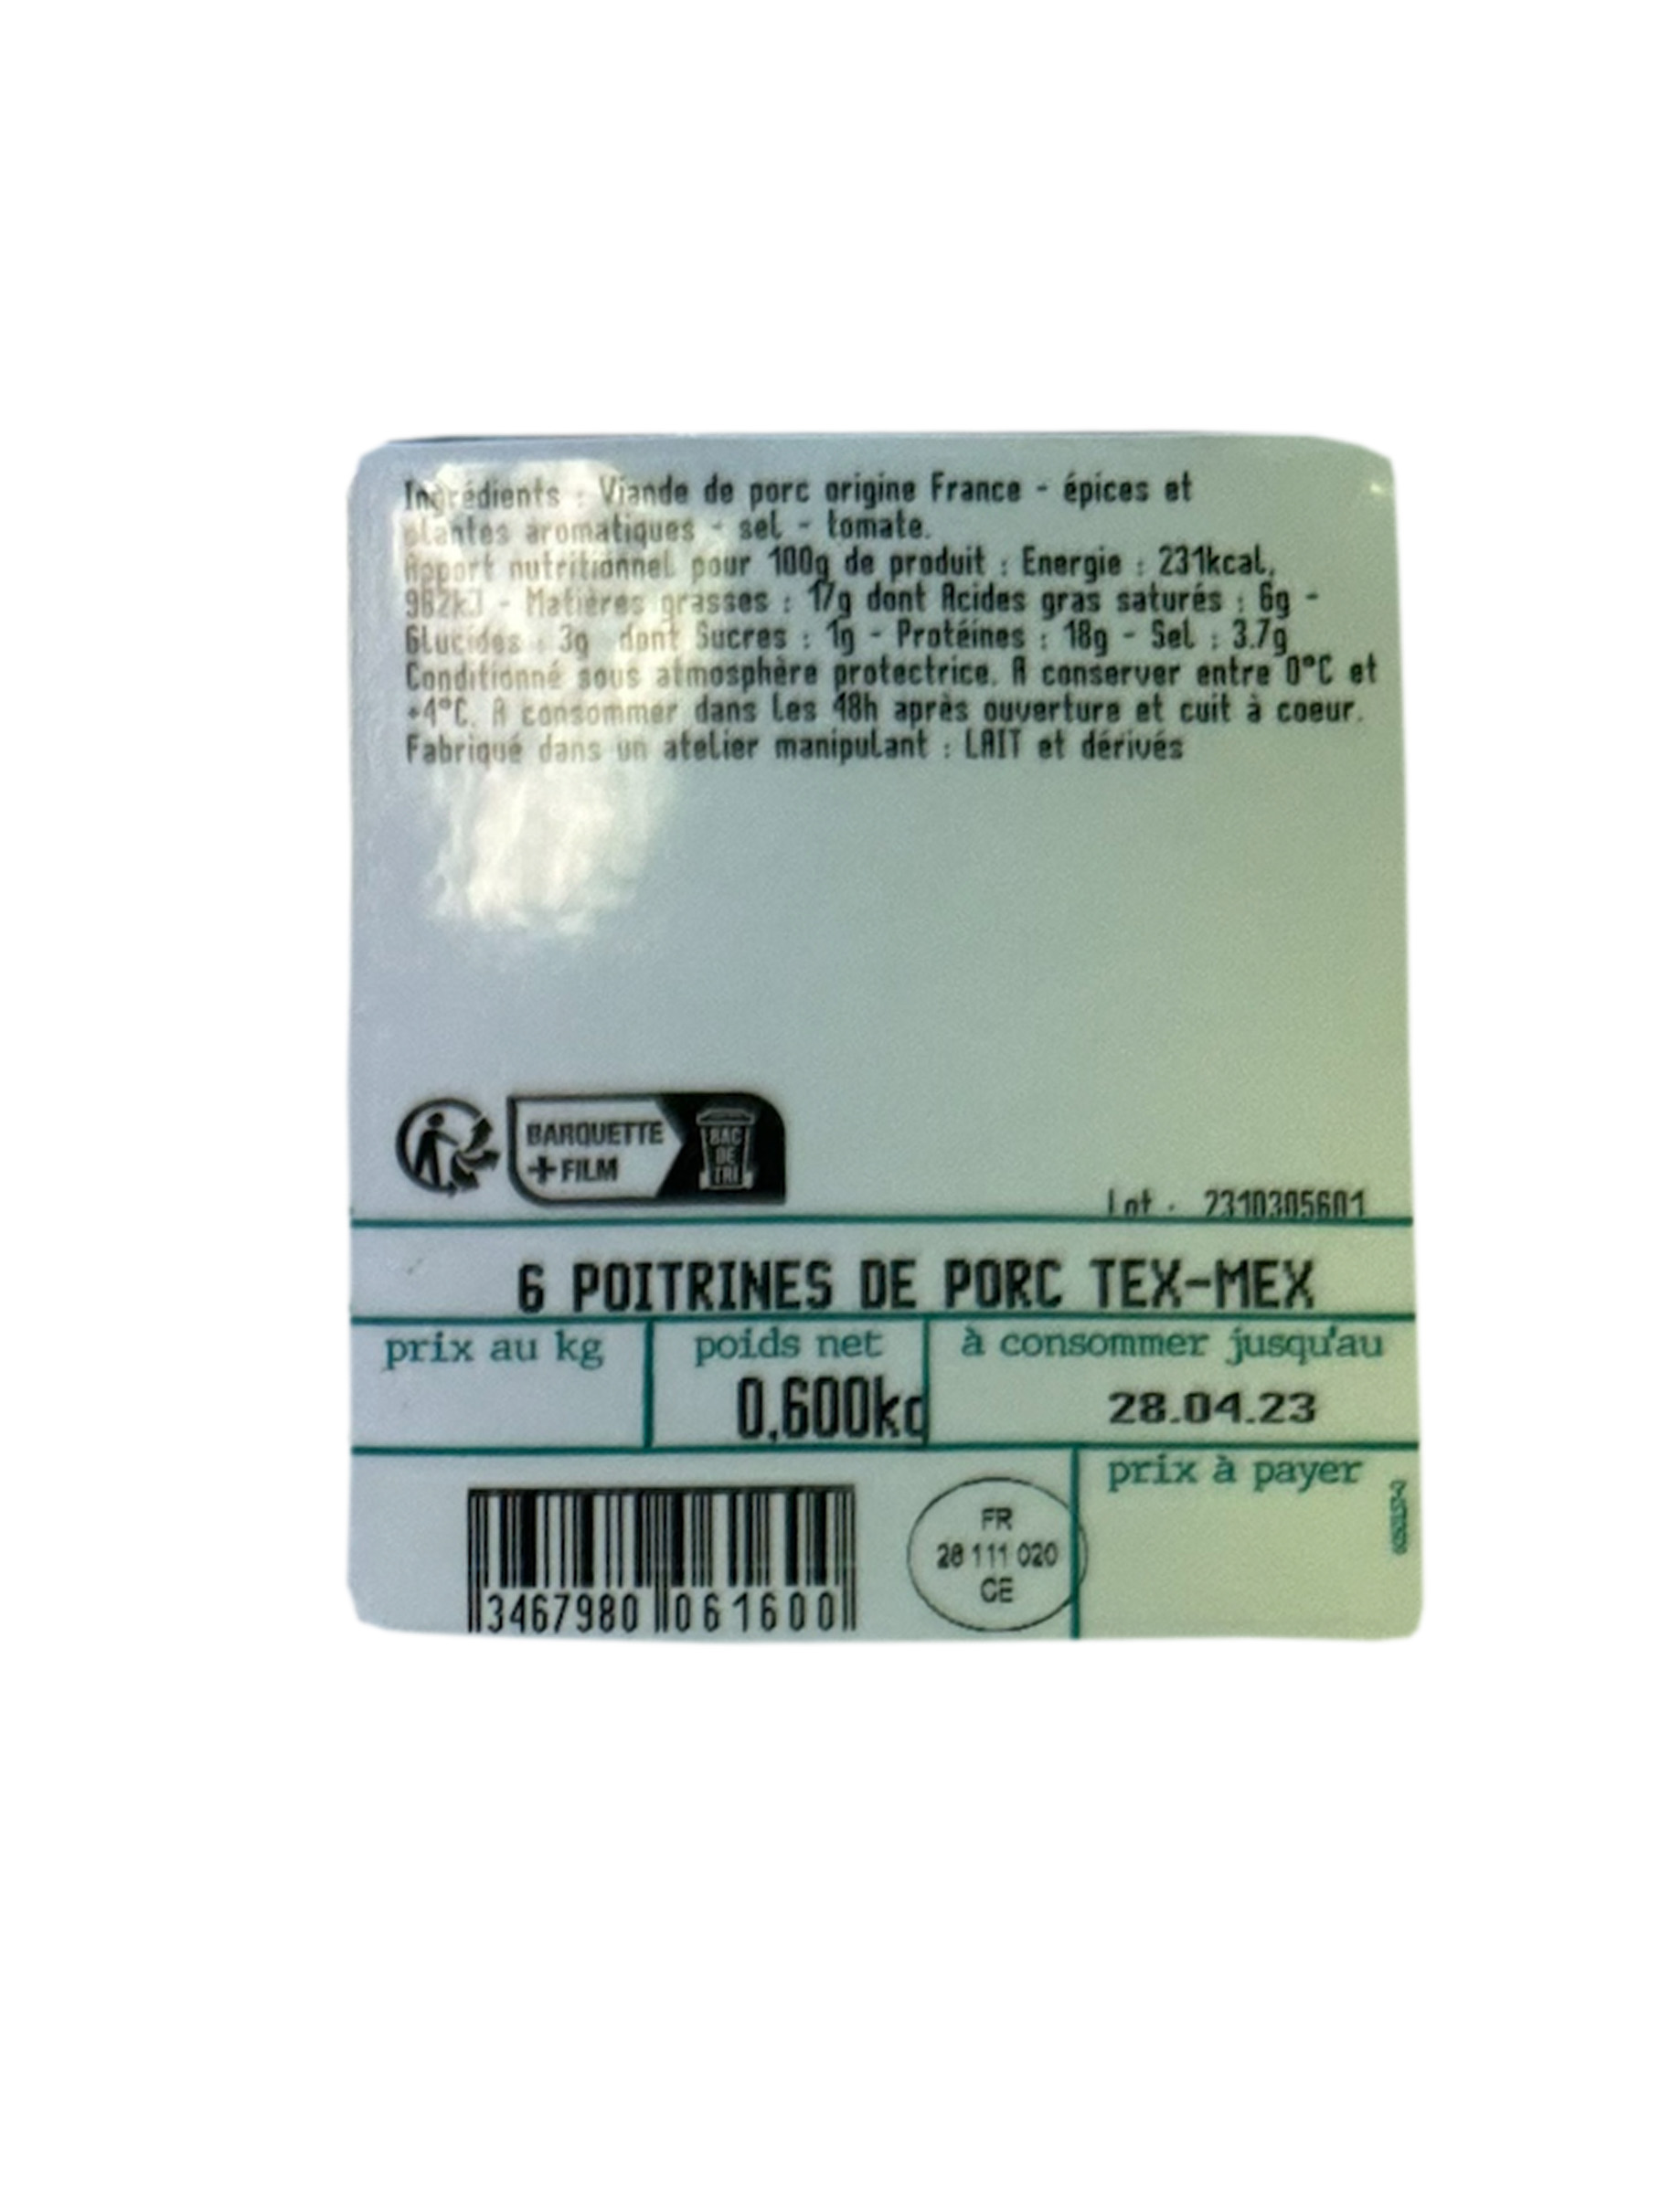 Ingrédients : Viande de porc origine France - épices et
plantes aromatiques - sel - tomate.
Apport nutritionnel pour 100g de produit : Energie : 231kcal,
962kJ - Matières grasses : 17g dont Acides gras saturés : 6g -
Glucides : 3g dont Sucres : 1g - Protéines : 18g - Sel : 3.7g
Conditionné sous atmosphère protectrice. A conserver entre 0°C et
+4°C. A consommer dans les 48h après ouverture et cuit à coeur.
Fabriqué dans un atelier manipulant : LAIT et dérivés
BARQUETTE
+ FILM
BAC
DE
TRI
Lot : 2310305601
6 POITRINES DE PORC TEX-MEX
prix au kg
poids net
à consommer jusqu'au
0,600kg
28.04.23
prix à payer
FR
28 111 020
CE
3467980 061600